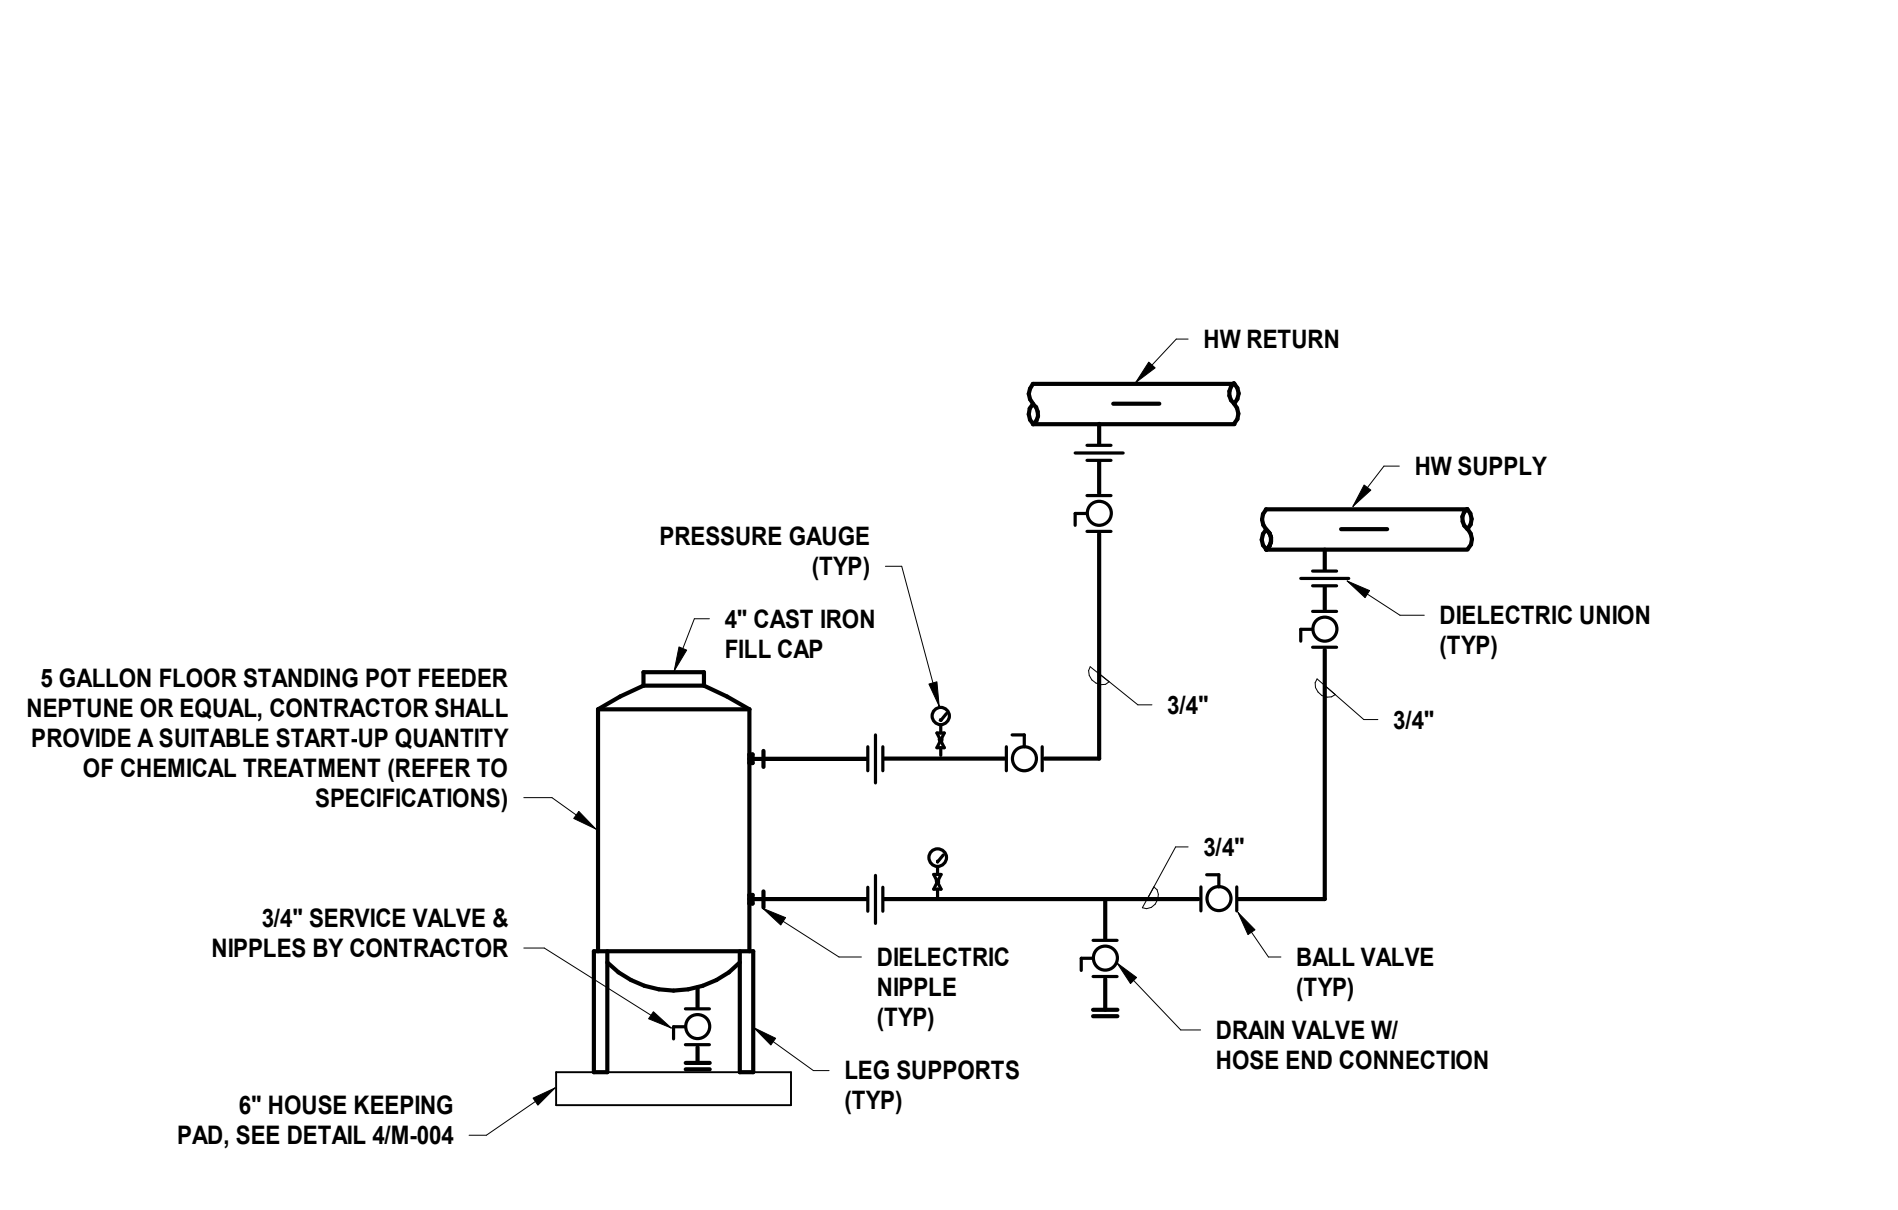 HW RETURN
HW SUPPLY
PRESSURE GAUGE
(TYP)
4" CAST IRON
FILL CAP
DIELECTRIC UNION
(TYP)
5 GALLON FLOOR STANDING POT FEEDER
NEPTUNE OR EQUAL, CONTRACTOR SHALL
PROVIDE A SUITABLE START-UP QUANTITY
OF CHEMICAL TREATMENT (REFER TO
SPECIFICATIONS)
3/4"
3/4"
3/4"
3/4" SERVICE VALVE &
NIPPLES BY CONTRACTOR
DIELECTRIC
NIPPLE
(TYP)
BALL VALVE
(TYP)
DRAIN VALVE W/
HOSE END CONNECTION
LEG SUPPORTS
(TYP)
6" HOUSE KEEPING
PAD, SEE DETAIL 4/M-004